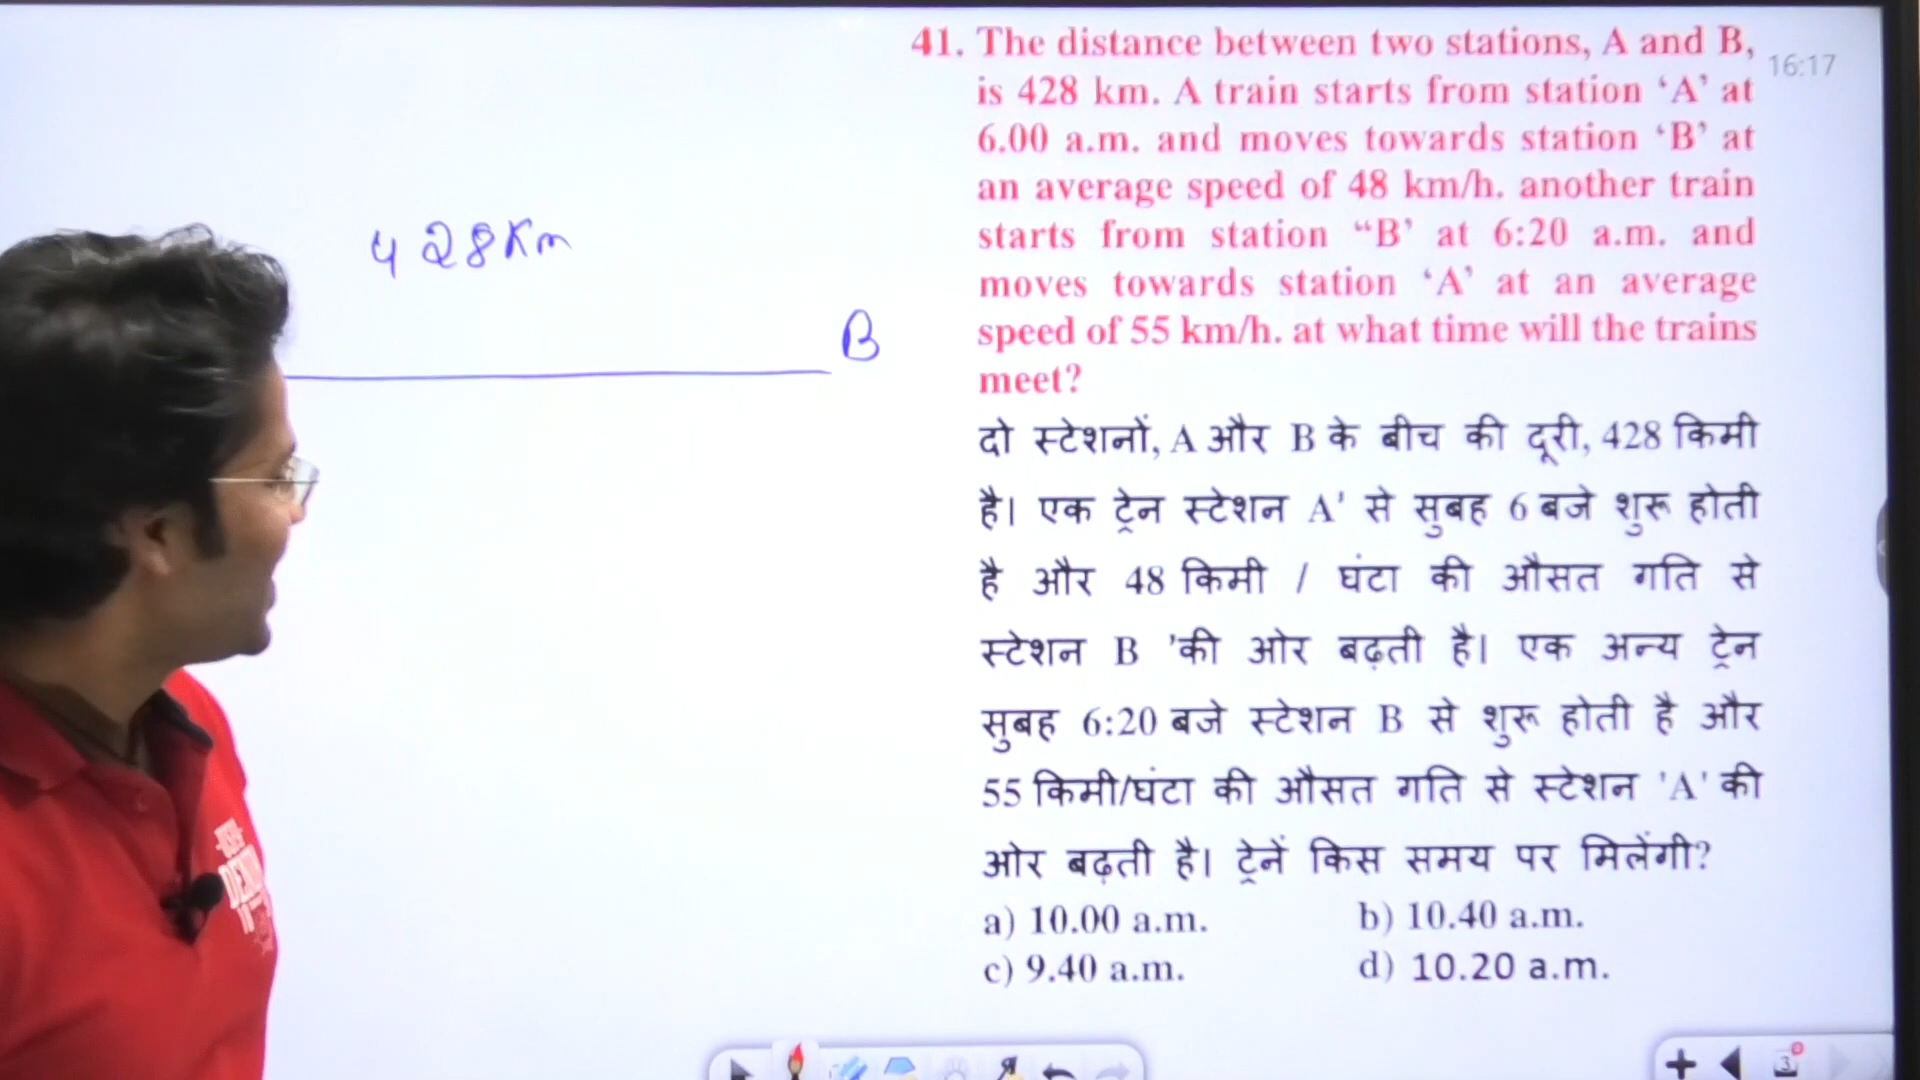 41. The distance between two stations, A and B,
is 428 km. A train starts from station ‘A’ at
6.00 a.m. and moves towards station ‘B’ at
an average speed of 48 km/h. another train
starts from station “B’ at 6:20 a.m. and
moves towards station ‘A’ at an average
speed of 55 km/h. at what time will the trains
meet?
16:17
428 Km
B
दो स्टेशनों, A और B के बीच की दूरी, 428 किमी
है। एक ट्रेन स्टेशन A' से सुबह 6 बजे शुरू होती
है और 48 किमी / घंटा की औसत गति से
स्टेशन B 'की ओर बढ़ती है। एक अन्य ट्रेन
सुबह 6:20 बजे स्टेशन B से शुरू होती है और
55 किमी/घंटा की औसत गति से स्टेशन 'A' की
ओर बढ़ती है। ट्रेनें किस समय पर मिलेंगी?
a) 10.00 a.m. b) 10.40 a.m.
c) 9.40 a.m. d) 10.20 a.m.
3